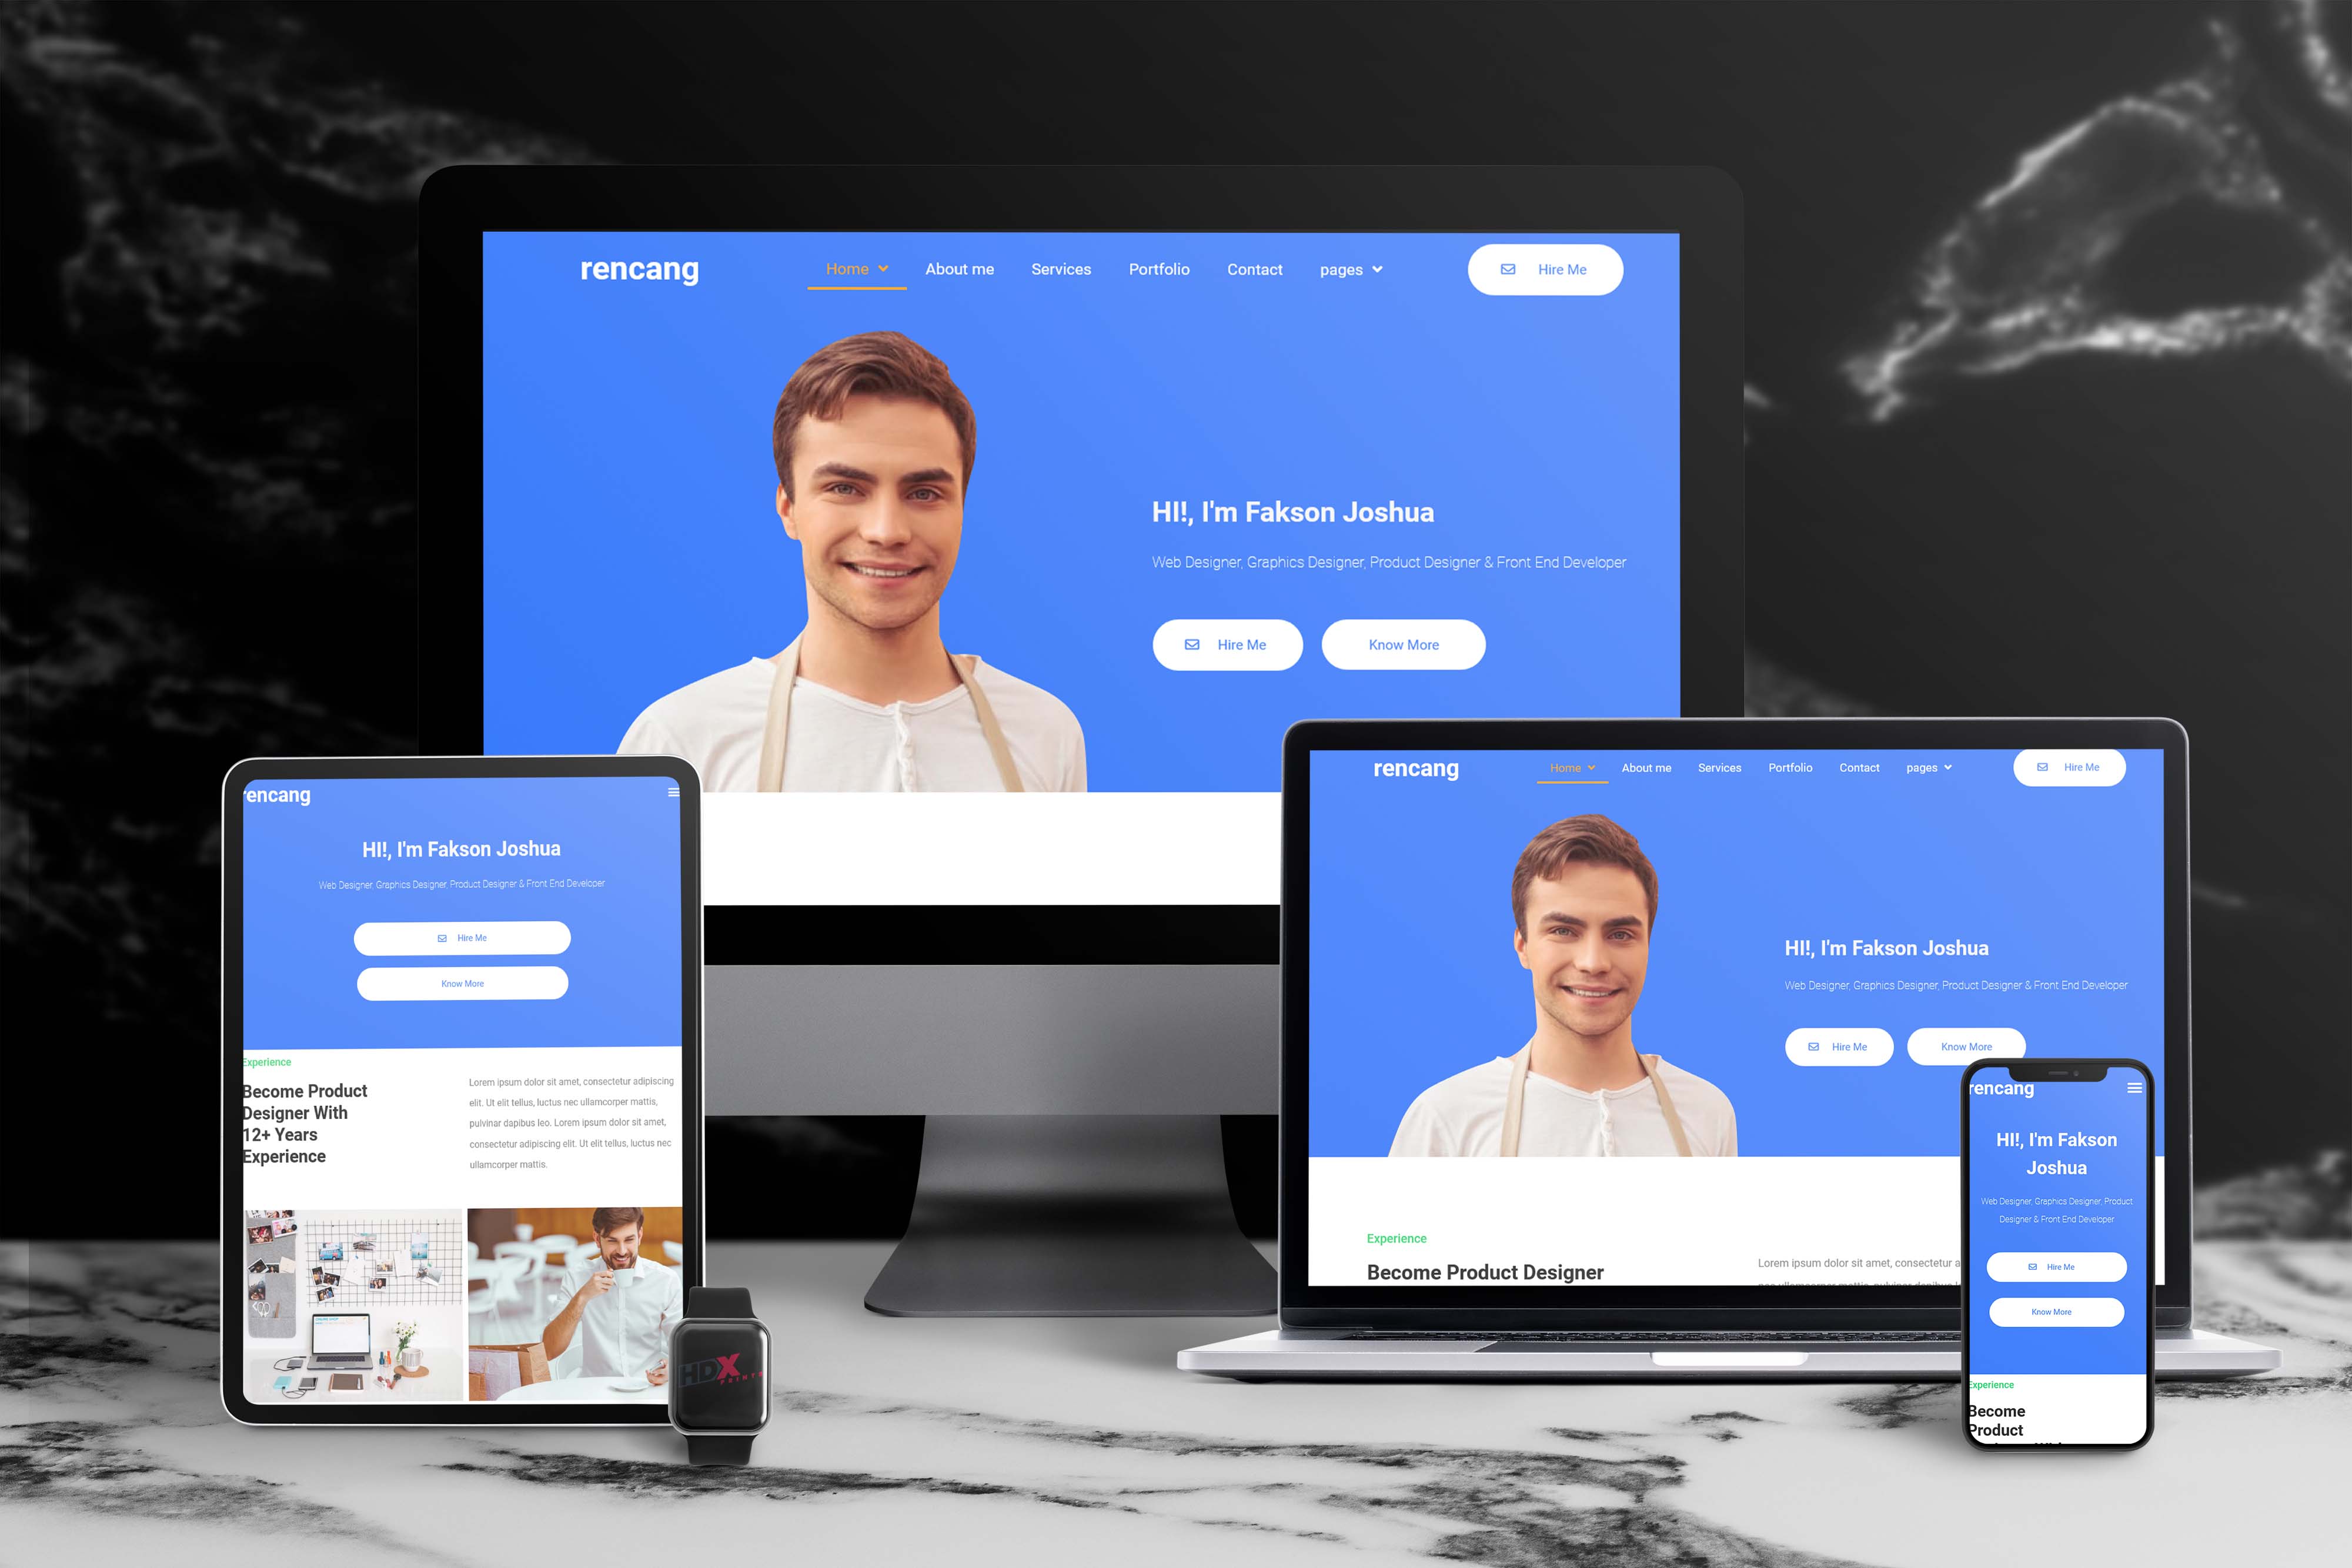 rencang
Home
About me
Services
Portfolio
Contact
pages
Hire Me
HI!, I'm Fakson Joshua
Web Designer, Graphics Designer, Product Designer & Front End Developer
Hire Me
Know More
rencang
HI!, I'm Fakson Joshua
Web Designer, Graphics Designer, Product Designer & Front End Developer
Hire Me
Know More
Experience
Become Product
Designer With
12+ Years
Experience
Lorem ipsum dolor sit amet, consectetur adipiscing
elit. Ut elit tellus, luctus nec ullamcorper mattis,
pulvinar dapibus leo. Lorem ipsum dolor sit amet,
consectetur adipiscing elit. Ut elit tellus, luctus nec
ullamcorper mattis.
HDX
PRINTS
rencang
Home
About me
Services
Portfolio
Contact
pages
Hire Me
HI!, I'm Fakson Joshua
Web Designer, Graphics Designer, Product Designer & Front End Developer
Hire Me
Know More
Experience
Become Product Designer
Lorem ipsum dolor sit amet, consectetur a
rencang
HI!, I'm Fakson
Joshua
Web Designer, Graphics Designer, Product
Designer & Front End Developer
Hire Me
Know More
Experience
Become
Product